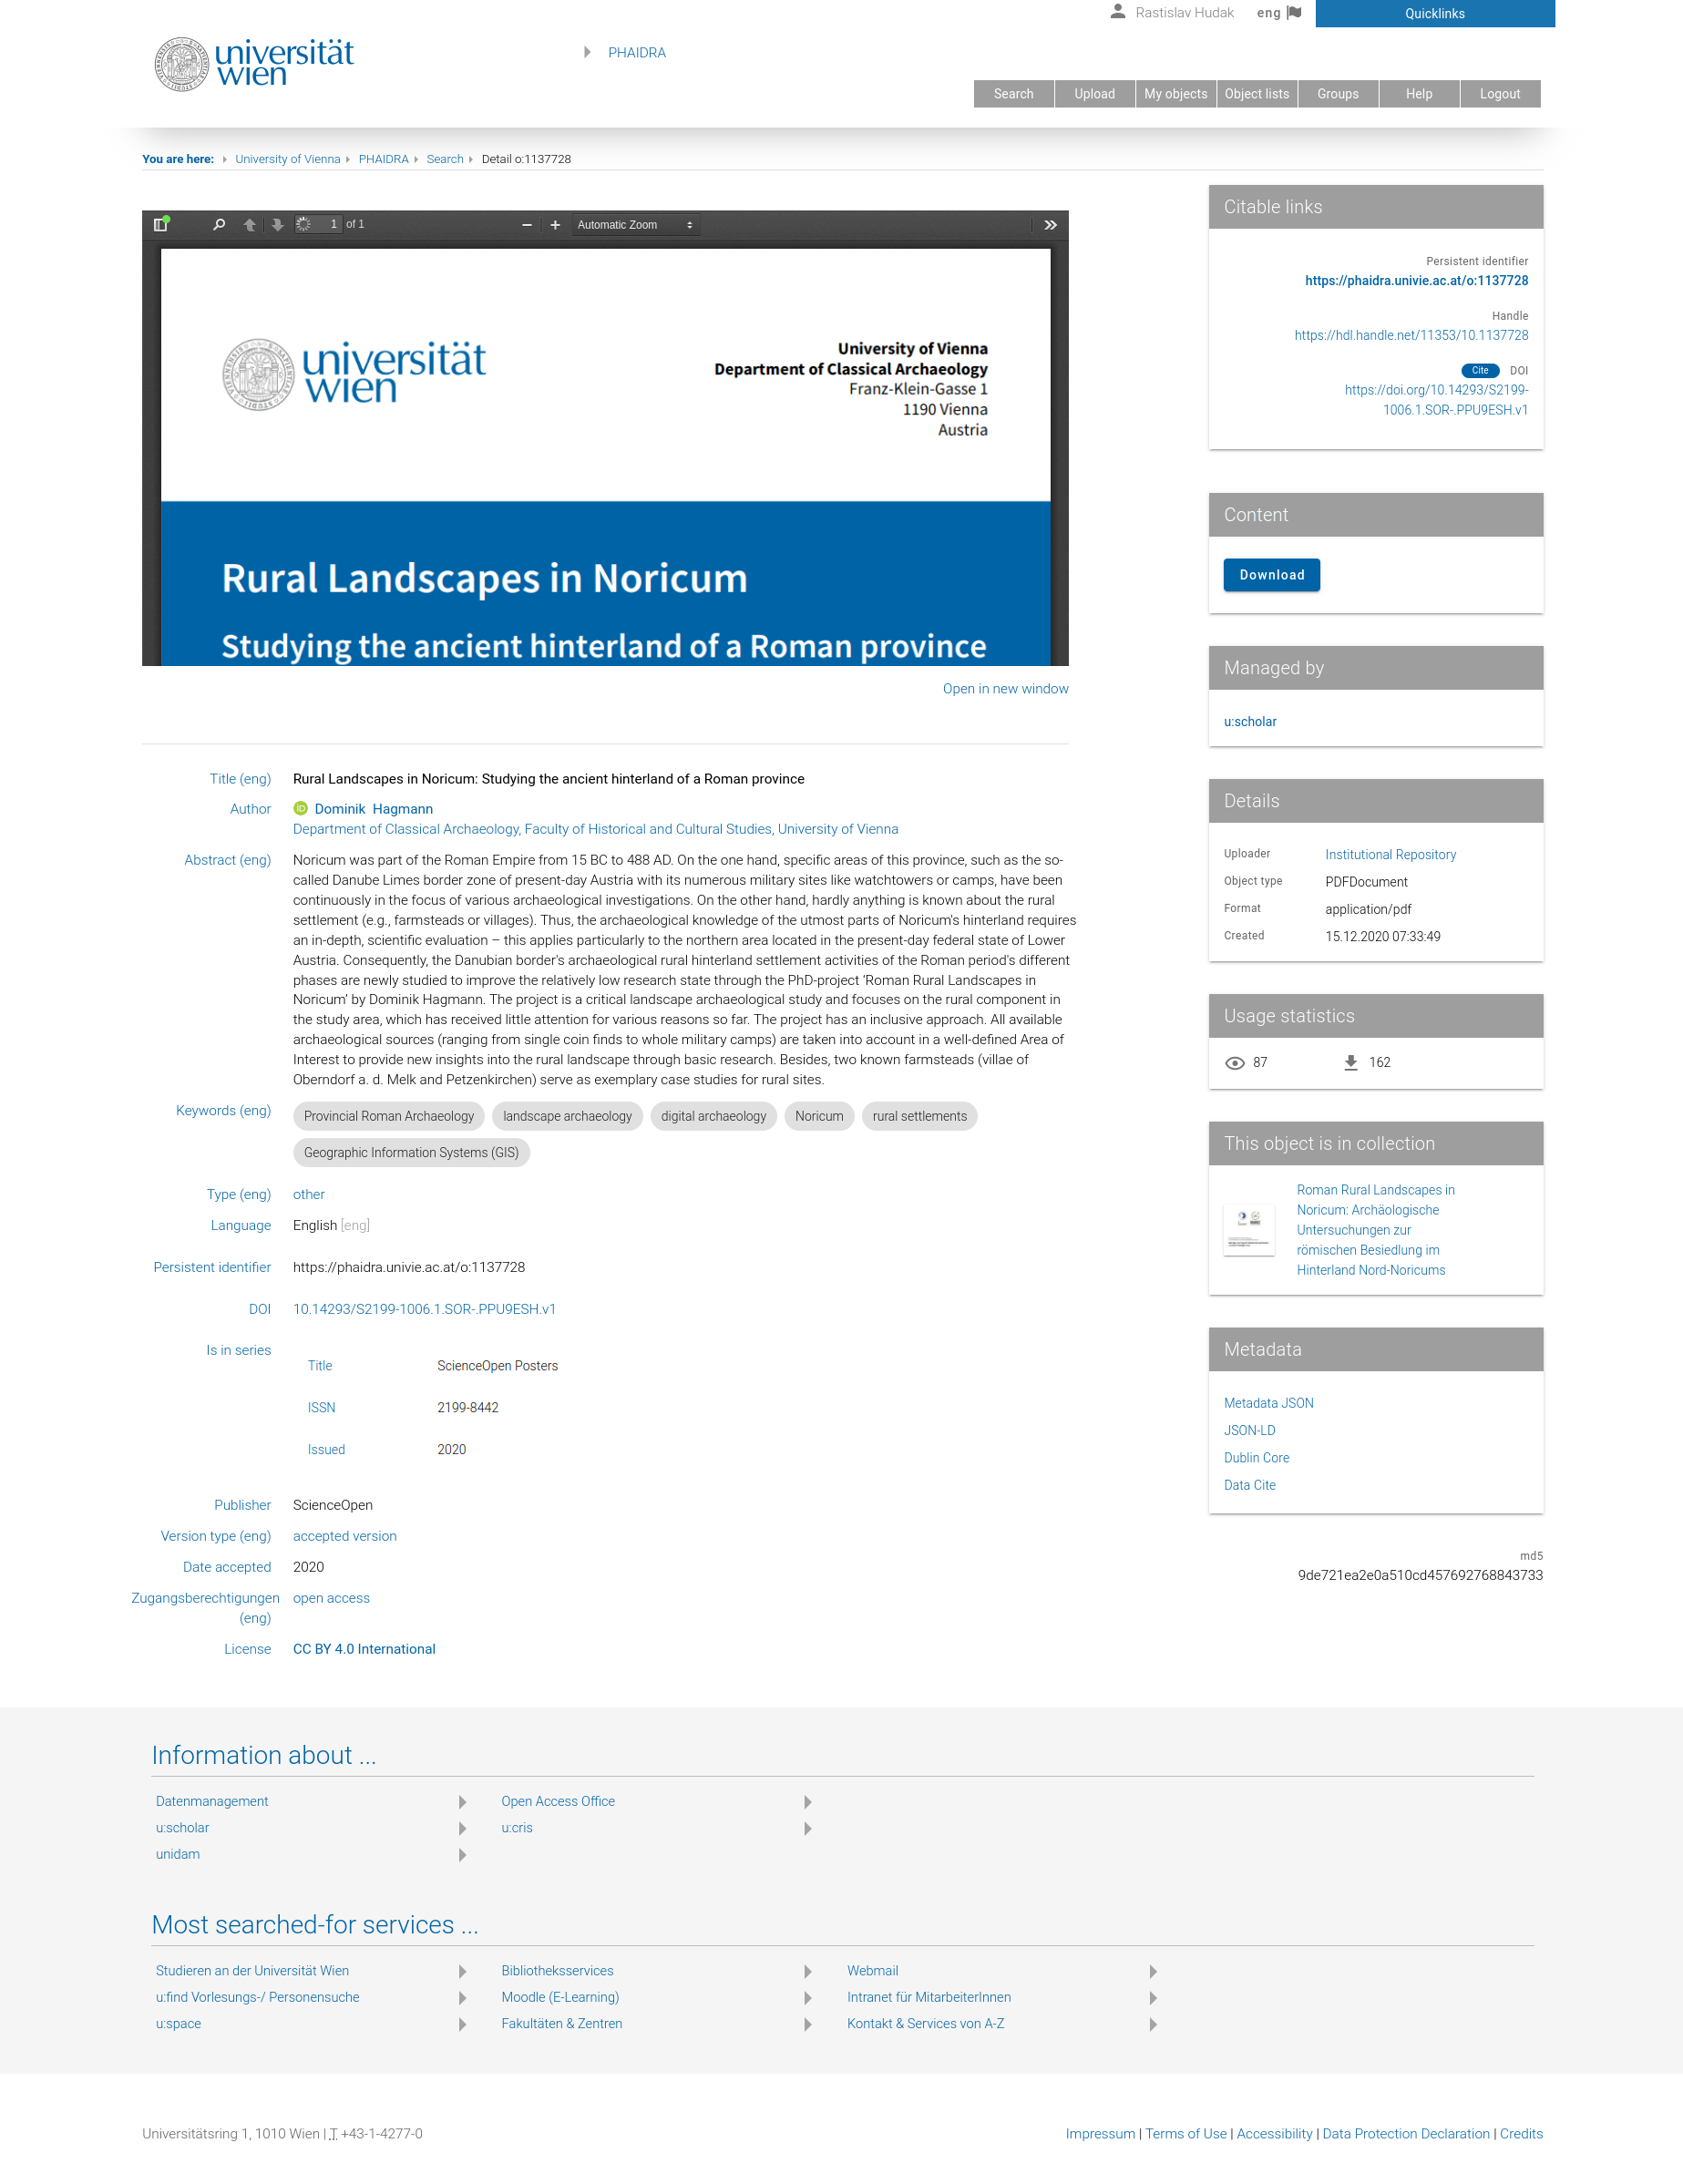 Rastislav Hudak eng Quicklinks
universität
wien
PHAIDRA
Search Upload My objects Object lists Groups Help Logout
You are here: University of Vienna PHAIDRA Search Detail o:1137728
1 of 1 Automatic Zoom
universität
wien
University of Vienna
Department of Classical Archaeology
Franz-Klein-Gasse 1
1190 Vienna
Austria
Rural Landscapes in Noricum
Studying the ancient hinterland of a Roman province
Open in new window
Title (eng) Rural Landscapes in Noricum: Studying the ancient hinterland of a Roman province
Author iD Dominik Hagmann
Department of Classical Archaeology, Faculty of Historical and Cultural Studies, University of Vienna
Abstract (eng) Noricum was part of the Roman Empire from 15 BC to 488 AD. On the one hand, specific areas of this province, such as the so-
called Danube Limes border zone of present-day Austria with its numerous military sites like watchtowers or camps, have been
continuously in the focus of various archaeological investigations. On the other hand, hardly anything is known about the rural
settlement (e.g., farmsteads or villages). Thus, the archaeological knowledge of the utmost parts of Noricum's hinterland requires
an in-depth, scientific evaluation – this applies particularly to the northern area located in the present-day federal state of Lower
Austria. Consequently, the Danubian border's archaeological rural hinterland settlement activities of the Roman period's different
phases are newly studied to improve the relatively low research state through the PhD-project 'Roman Rural Landscapes in
Noricum' by Dominik Hagmann. The project is a critical landscape archaeological study and focuses on the rural component in
the study area, which has received little attention for various reasons so far. The project has an inclusive approach. All available
archaeological sources (ranging from single coin finds to whole military camps) are taken into account in a well-defined Area of
Interest to provide new insights into the rural landscape through basic research. Besides, two known farmsteads (villae of
Oberndorf a. d. Melk and Petzenkirchen) serve as exemplary case studies for rural sites.
Keywords (eng) Provincial Roman Archaeology landscape archaeology digital archaeology Noricum rural settlements
Geographic Information Systems (GIS)
Type (eng) other
Language English [eng]
Persistent identifier https://phaidra.univie.ac.at/o:1137728
DOI 10.14293/S2199-1006.1.SOR-.PPU9ESH.v1
Is in series
Title ScienceOpen Posters
ISSN 2199-8442
Issued 2020
Publisher ScienceOpen
Version type (eng) accepted version
Date accepted 2020
Zugangsberechtigungen open access
(eng)
License CC BY 4.0 International
Citable links
Persistent identifier
https://phaidra.univie.ac.at/o:1137728
Handle
https://hdl.handle.net/11353/10.1137728
Cite DOI
https://doi.org/10.14293/S2199-
1006.1.SOR-.PPU9ESH.v1
Content
Download
Managed by
u:scholar
Details
Uploader Institutional Repository
Object type PDFDocument
Format application/pdf
Created 15.12.2020 07:33:49
Usage statistics
87 162
This object is in collection
Roman Rural Landscapes in
Noricum: Archäologische
Untersuchungen zur
römischen Besiedlung im
Hinterland Nord-Noricums
Metadata
Metadata JSON
JSON-LD
Dublin Core
Data Cite
md5
9de721ea2e0a510cd457692768843733
Information about ...
Datenmanagement Open Access Office
u:scholar u:cris
unidam
Most searched-for services ...
Studieren an der Universität Wien Bibliotheksservices Webmail
u:find Vorlesungs-/ Personensuche Moodle (E-Learning) Intranet für MitarbeiterInnen
u:space Fakultäten & Zentren Kontakt & Services von A-Z
Universitätsring 1, 1010 Wien | T +43-1-4277-0
Impressum | Terms of Use | Accessibility | Data Protection Declaration | Credits